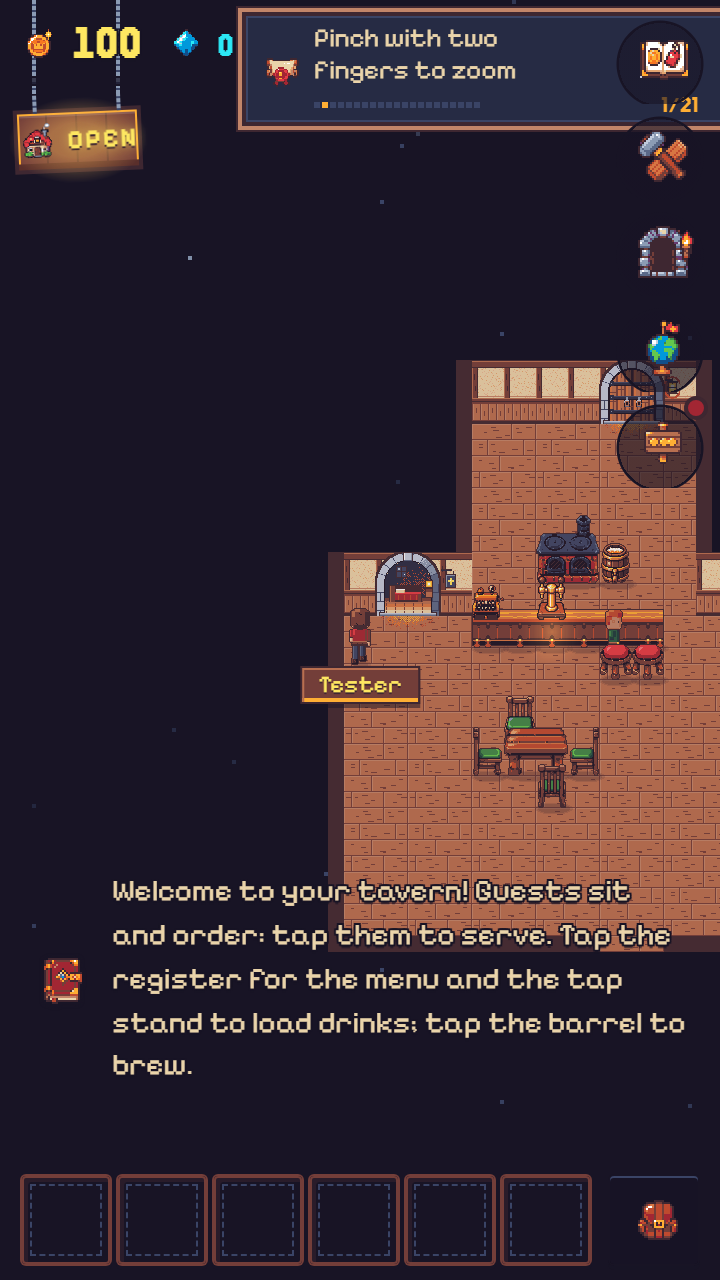 100
0
Pinch with two
fingers to zoom
1/21
OPEN
Tester
Welcome to your tavern! Guests sit
and order: tap them to serve. Tap the
register for the menu and the tap
stand to load drinks; tap the barrel to
brew.